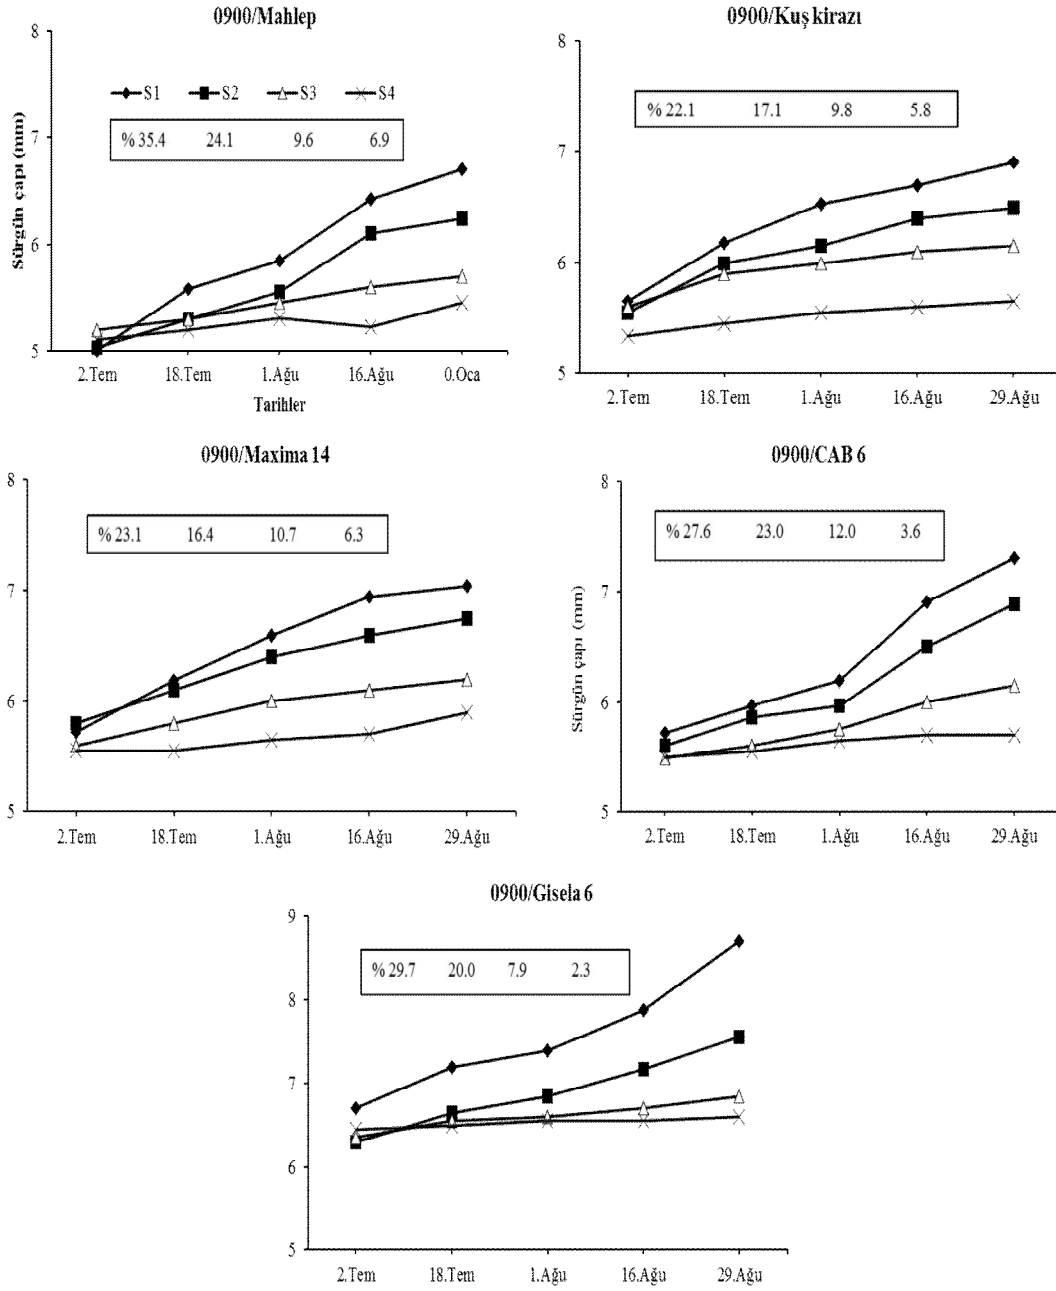 0900/Mahlep
8
7
6
5
Sürgün çapı (mm)
S1 S2 S3 S4
% 35.4 24.1 9.6 6.9
2.Tem 18.Tem 1.Ağu 16.Ağu 0.Oca
Tarihler
0900/Kuş kirazı
8
7
6
5
% 22.1 17.1 9.8 5.8
2.Tem 18.Tem 1.Ağu 16.Ağu 29.Ağu
0900/Maxima 14
8
7
6
5
% 23.1 16.4 10.7 6.3
2.Tem 18.Tem 1.Ağu 16.Ağu 29.Ağu
0900/CAB 6
8
7
6
5
Sürgün çapı (mm)
% 27.6 23.0 12.0 3.6
2.Tem 18.Tem 1.Ağu 16.Ağu 29.Ağu
0900/Gisela 6
9
8
7
6
5
% 29.7 20.0 7.9 2.3
2.Tem 18.Tem 1.Ağu 16.Ağu 29.Ağu